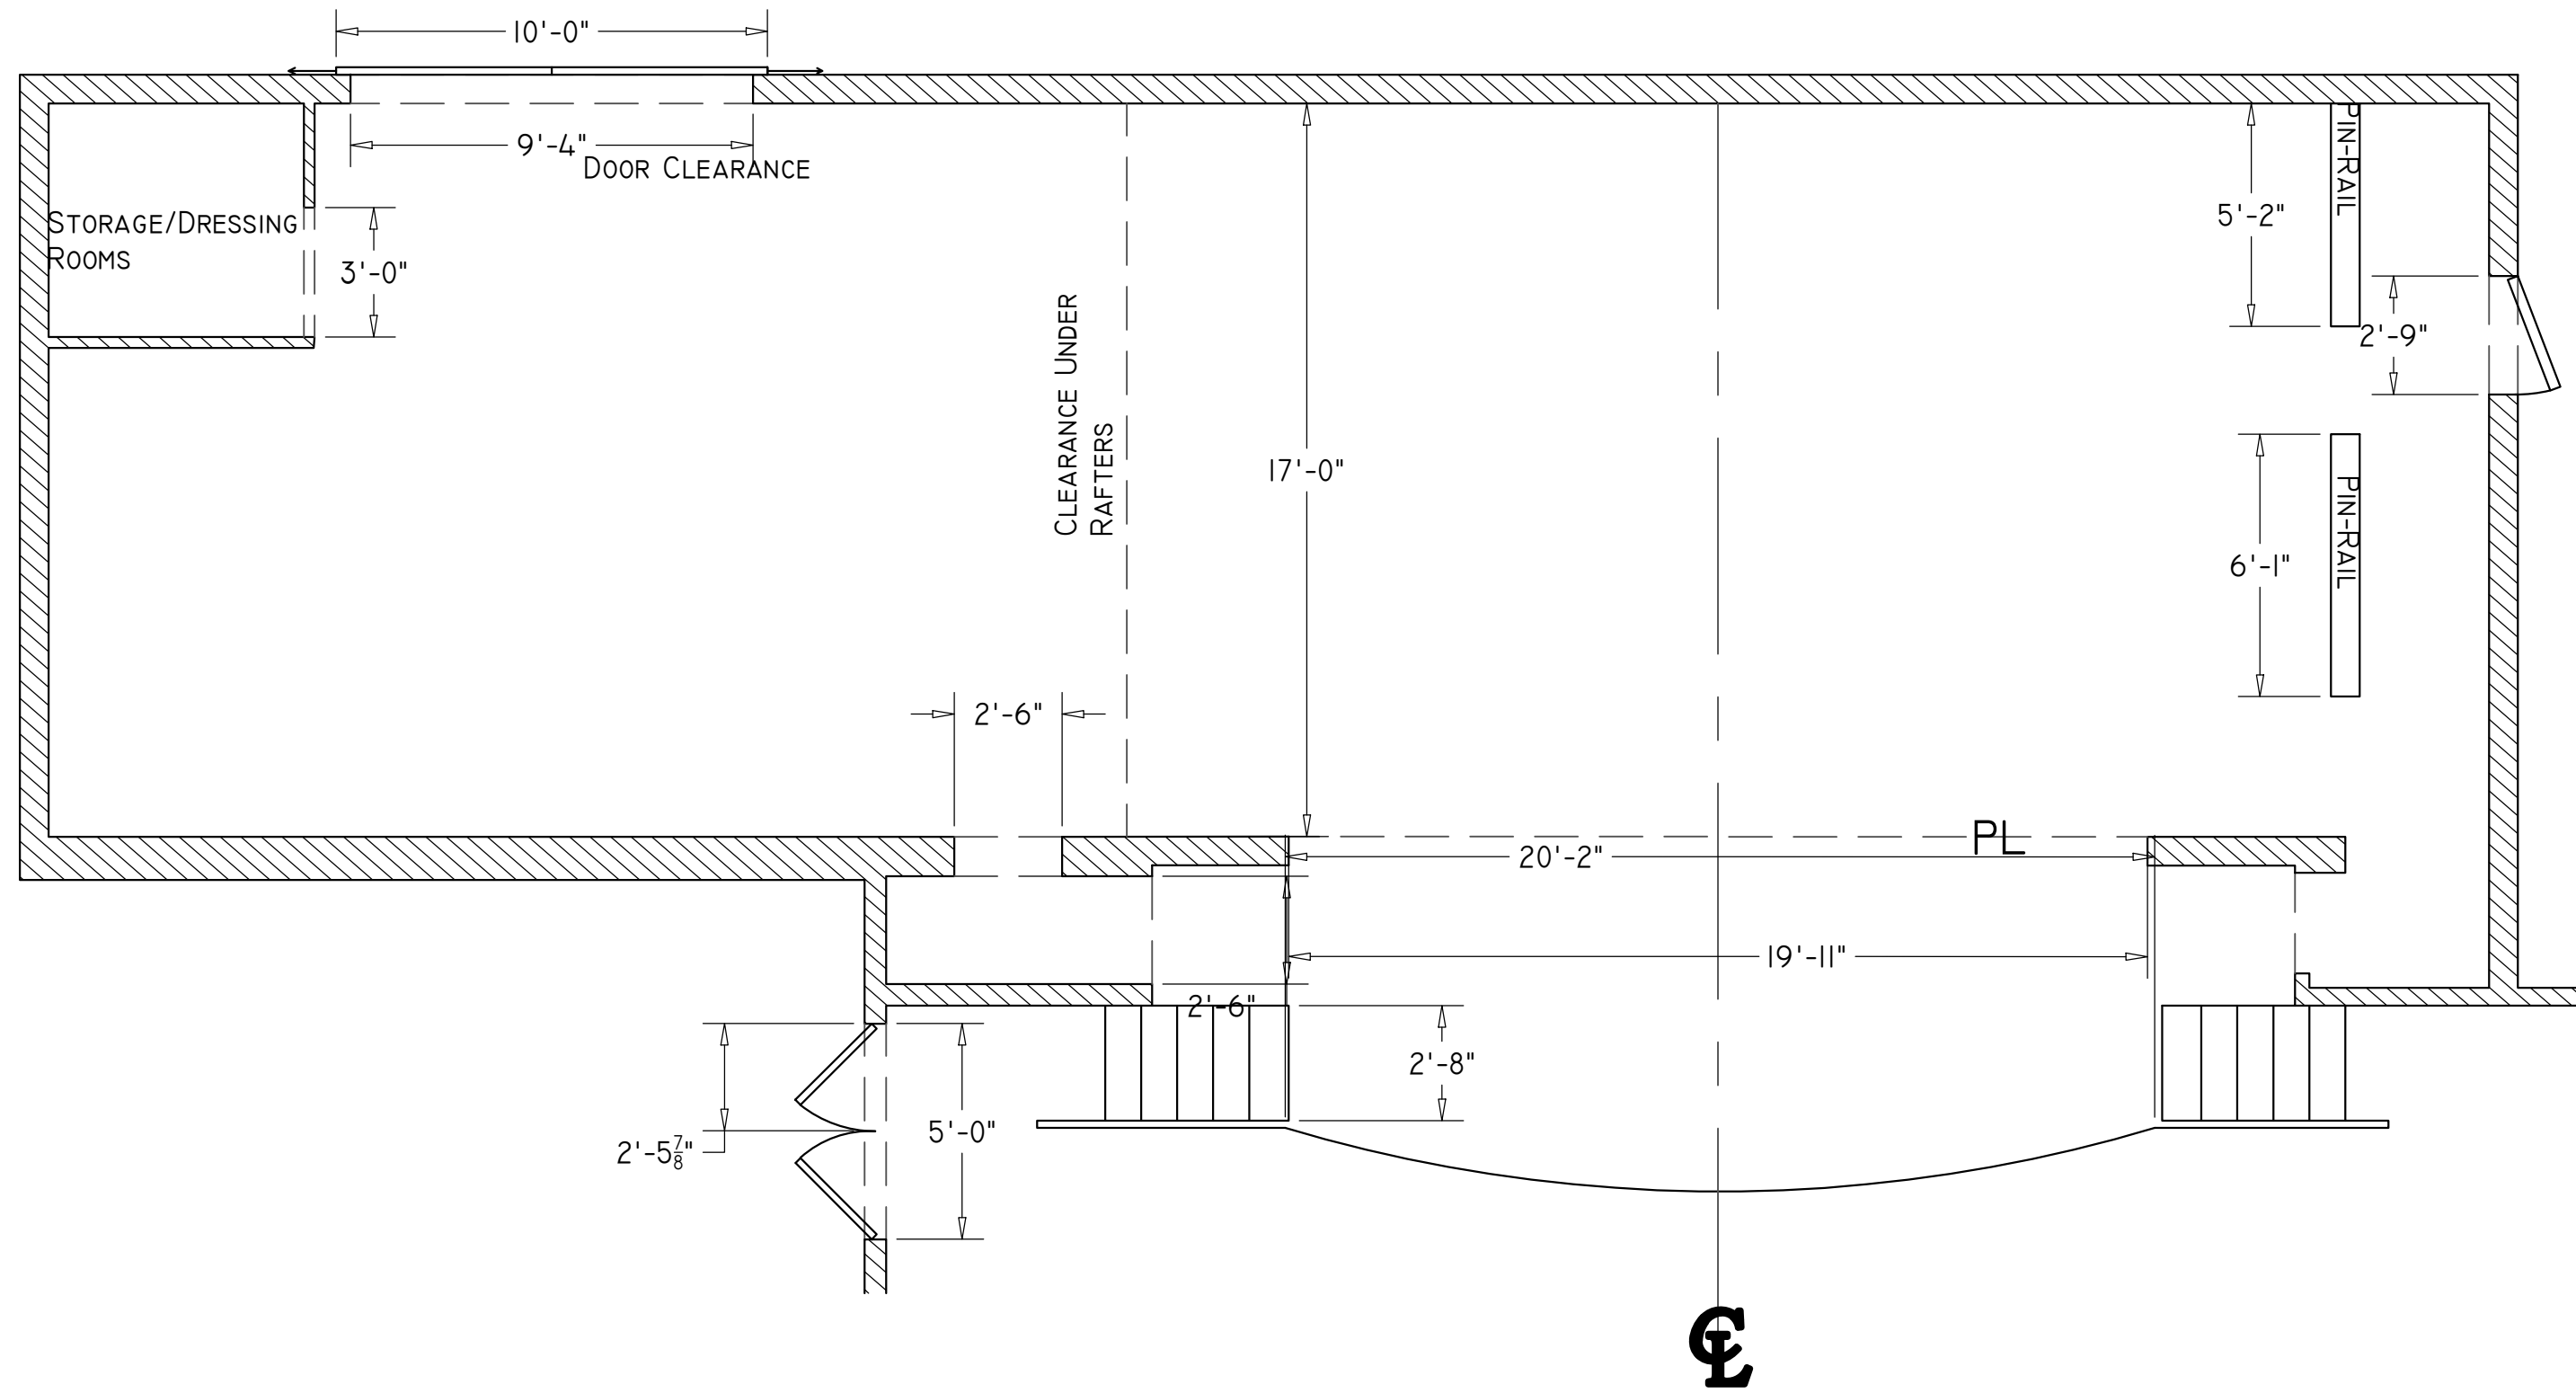 10'-0"
9'-4"
Door Clearance
Pin-Rail
5'-2"
Storage/Dressing
Rooms
3'-0"
2'-9"
Clearance Under
Rafters
17'-0"
Pin-Rail
6'-1"
2'-6"
PL
20'-2"
19'-11"
2'-6"
2'-8"
5'-0"
2'-5 7/8"
CL